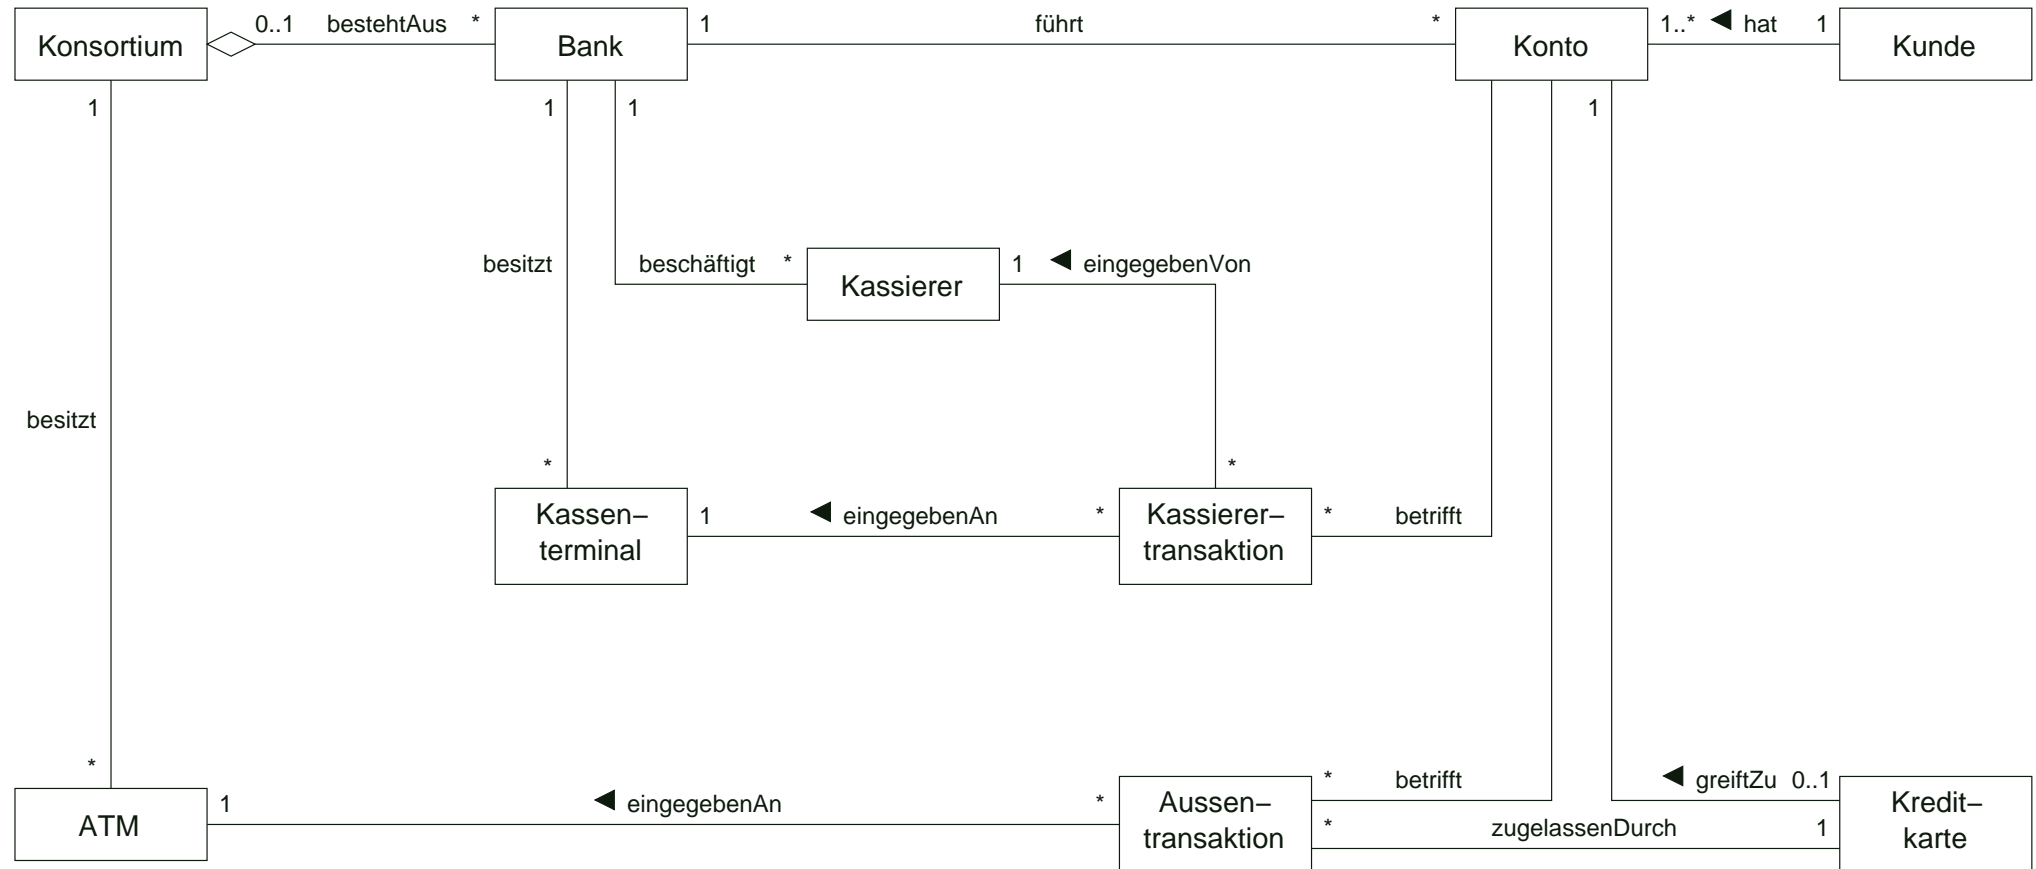 Konsortium
0..1
bestehtAus
*
Bank
1
führt
*
Konto
1..*
hat
1
Kunde
1
1
1
1
besitzt
beschäftigt
*
Kassierer
1
eingegebenVon
besitzt
*
*
Kassen–
terminal
1
eingegebenAn
*
Kassierer–
transaktion
*
betrifft
*
ATM
1
eingegebenAn
*
Aussen–
transaktion
*
betrifft
greiftZu
0..1
*
zugelassenDurch
1
Kredit–
karte